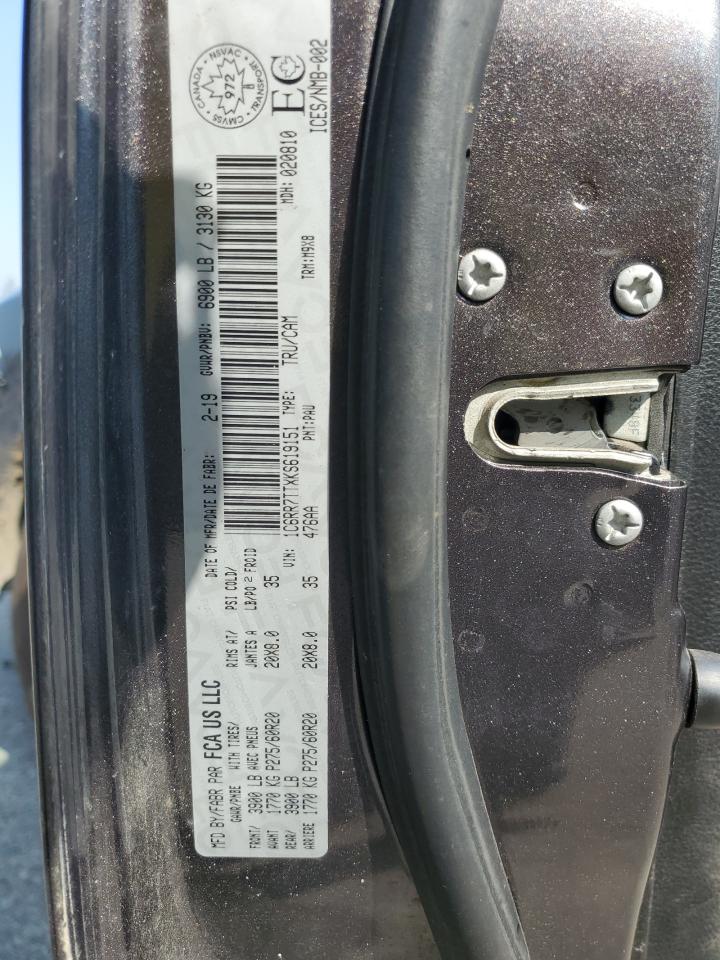 MFD BY/FABR PAR FCA US LLC
DATE OF MFR/DATE DE FABR: 2-19 GVWR/PNBV: 6900 LB / 3130 KG
GAWR/PNBE WITH TIRES/ RIMS AT/ PSI COLD/
AVEC PNEUS JANTES A LB/PO2 FROID
FRONT/ 3900 LB
AVANT 1770 KG P275/60R20 20X8.0 35
REAR/ 3900 LB
ARRIERE 1770 KG P275/60R20 20X8.0 35
VIN: 1C6RR7TTXKS619151 TYPE: TRU/CAM
476AA PNT:PAU TRM:M9X8 MDH: 020810
CANADA · NSVAC · TRANSPORT · CMVSS
972
EC
ICES/NMB-002